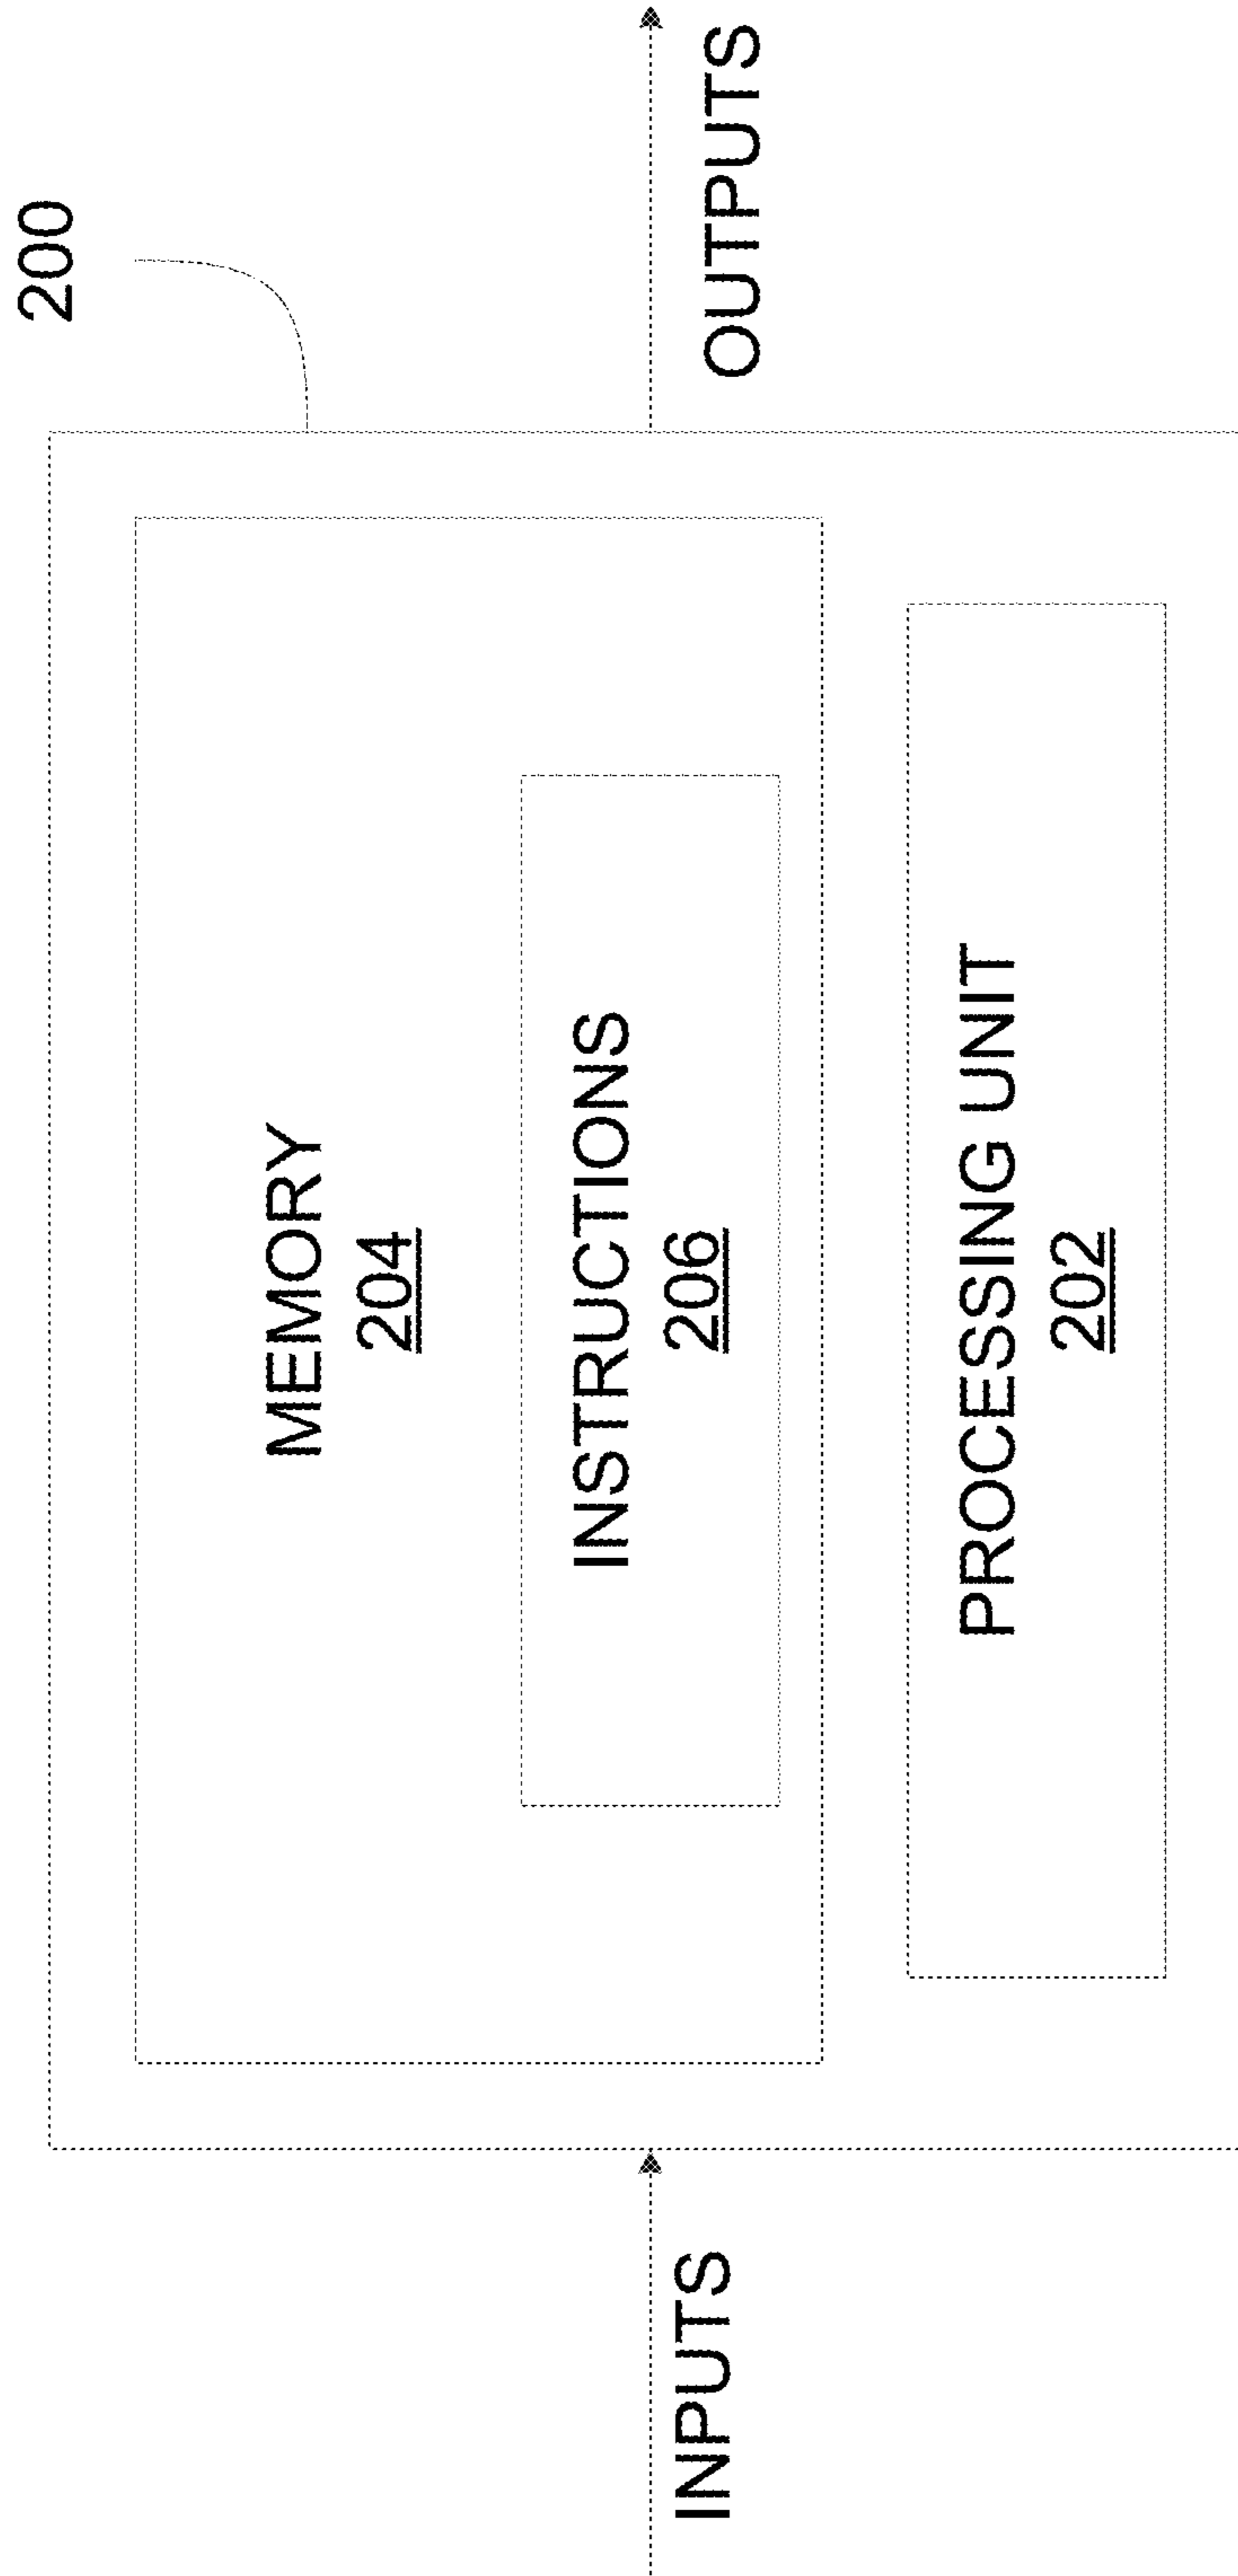 200
MEMORY
204
INSTRUCTIONS
206
PROCESSING UNIT
202
INPUTS
OUTPUTS